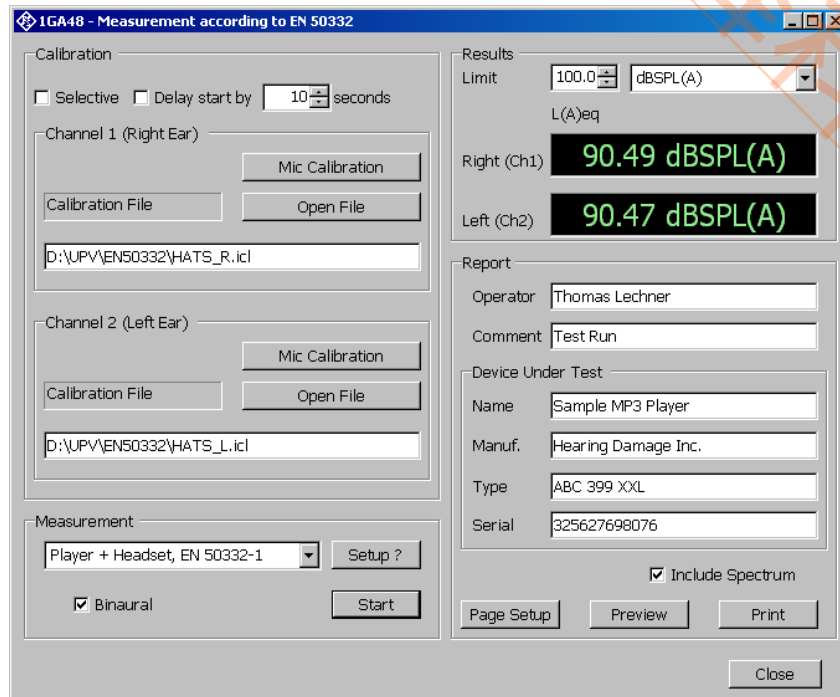 1GA48 - Measurement according to EN 50332
Calibration
Selective
Delay start by
10
seconds
Channel 1 (Right Ear)
Mic Calibration
Calibration File
Open File
D:\UPV\EN50332\HATS_R.icl
Channel 2 (Left Ear)
Mic Calibration
Calibration File
Open File
D:\UPV\EN50332\HATS_L.icl
Measurement
Player + Headset, EN 50332-1
Setup ?
Binaural
Start
Results
Limit
100.0
dBSPL(A)
L(A)eq
Right (Ch1)
90.49 dBSPL(A)
Left (Ch2)
90.47 dBSPL(A)
Report
Operator
Thomas Lechner
Comment
Test Run
Device Under Test
Name
Sample MP3 Player
Manuf.
Hearing Damage Inc.
Type
ABC 399 XXL
Serial
325627698076
Include Spectrum
Page Setup
Preview
Print
Close